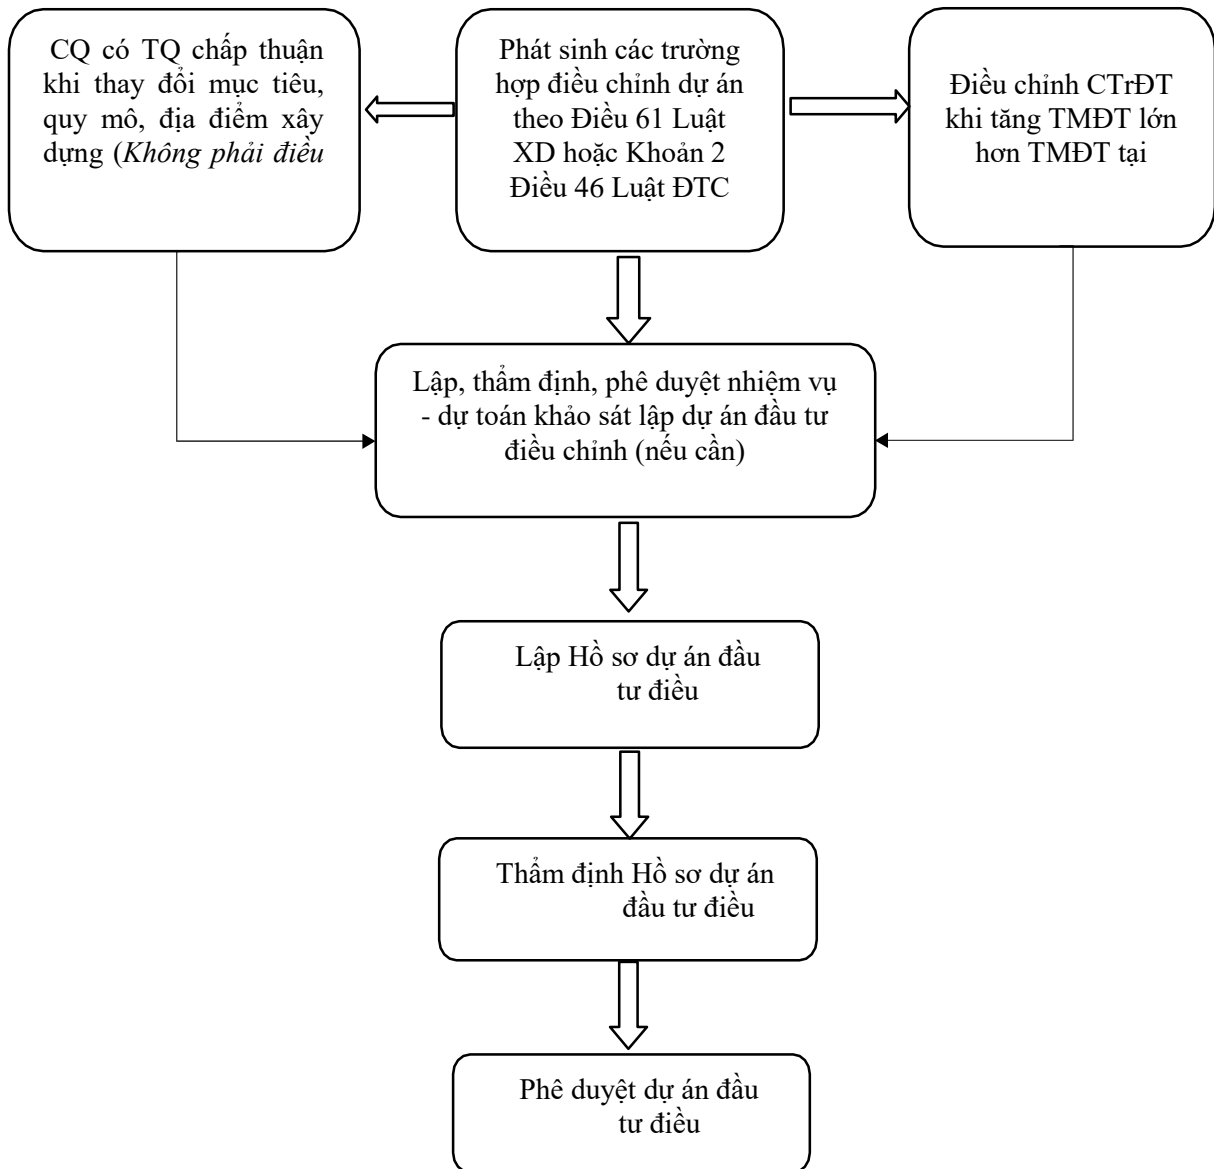 CQ có TQ chấp thuận
khi thay đổi mục tiêu,
quy mô, địa điểm xây
dựng (Không phải điều
Phát sinh các trường
hợp điều chỉnh dự án
theo Điều 61 Luật
XD hoặc Khoản 2
Điều 46 Luật ĐTC
Điều chỉnh CTrĐT
khi tăng TMĐT lớn
hơn TMĐT tại
Lập, thẩm định, phê duyệt nhiệm vụ
- dự toán khảo sát lập dự án đầu tư
điều chỉnh (nếu cần)
Lập Hồ sơ dự án đầu
tư điều
Thẩm định Hồ sơ dự án
đầu tư điều
Phê duyệt dự án đầu
tư điều